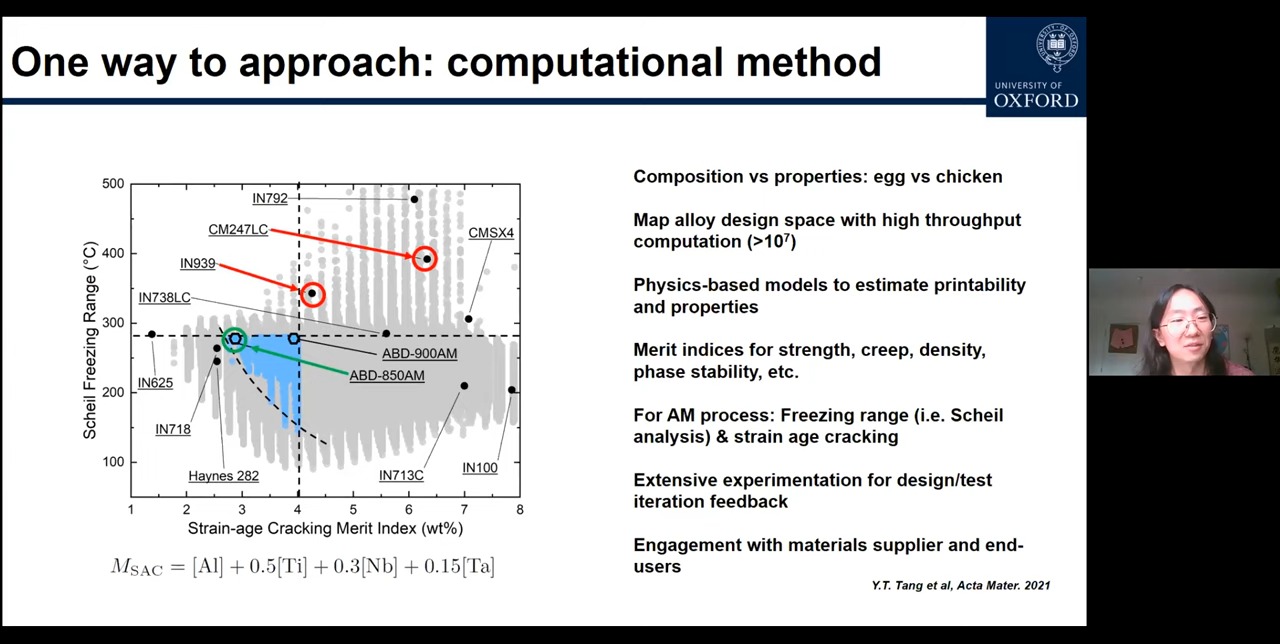 One way to approach: computational method
UNIVERSITY OF
OXFORD
500
400
300
200
100
Scheil Freezing Range (°C)
IN792
CM247LC
CMSX4
IN939
IN738LC
ABD-900AM
ABD-850AM
IN625
IN718
Haynes 282
IN713C
IN100
1 2 3 4 5 6 7 8
Strain-age Cracking Merit Index (wt%)
M_SAC = [Al] + 0.5[Ti] + 0.3[Nb] + 0.15[Ta]
Composition vs properties: egg vs chicken
Map alloy design space with high throughput
computation (>10⁷)
Physics-based models to estimate printability
and properties
Merit indices for strength, creep, density,
phase stability, etc.
For AM process: Freezing range (i.e. Scheil
analysis) & strain age cracking
Extensive experimentation for design/test
iteration feedback
Engagement with materials supplier and end-
users
Y.T. Tang et al, Acta Mater. 2021